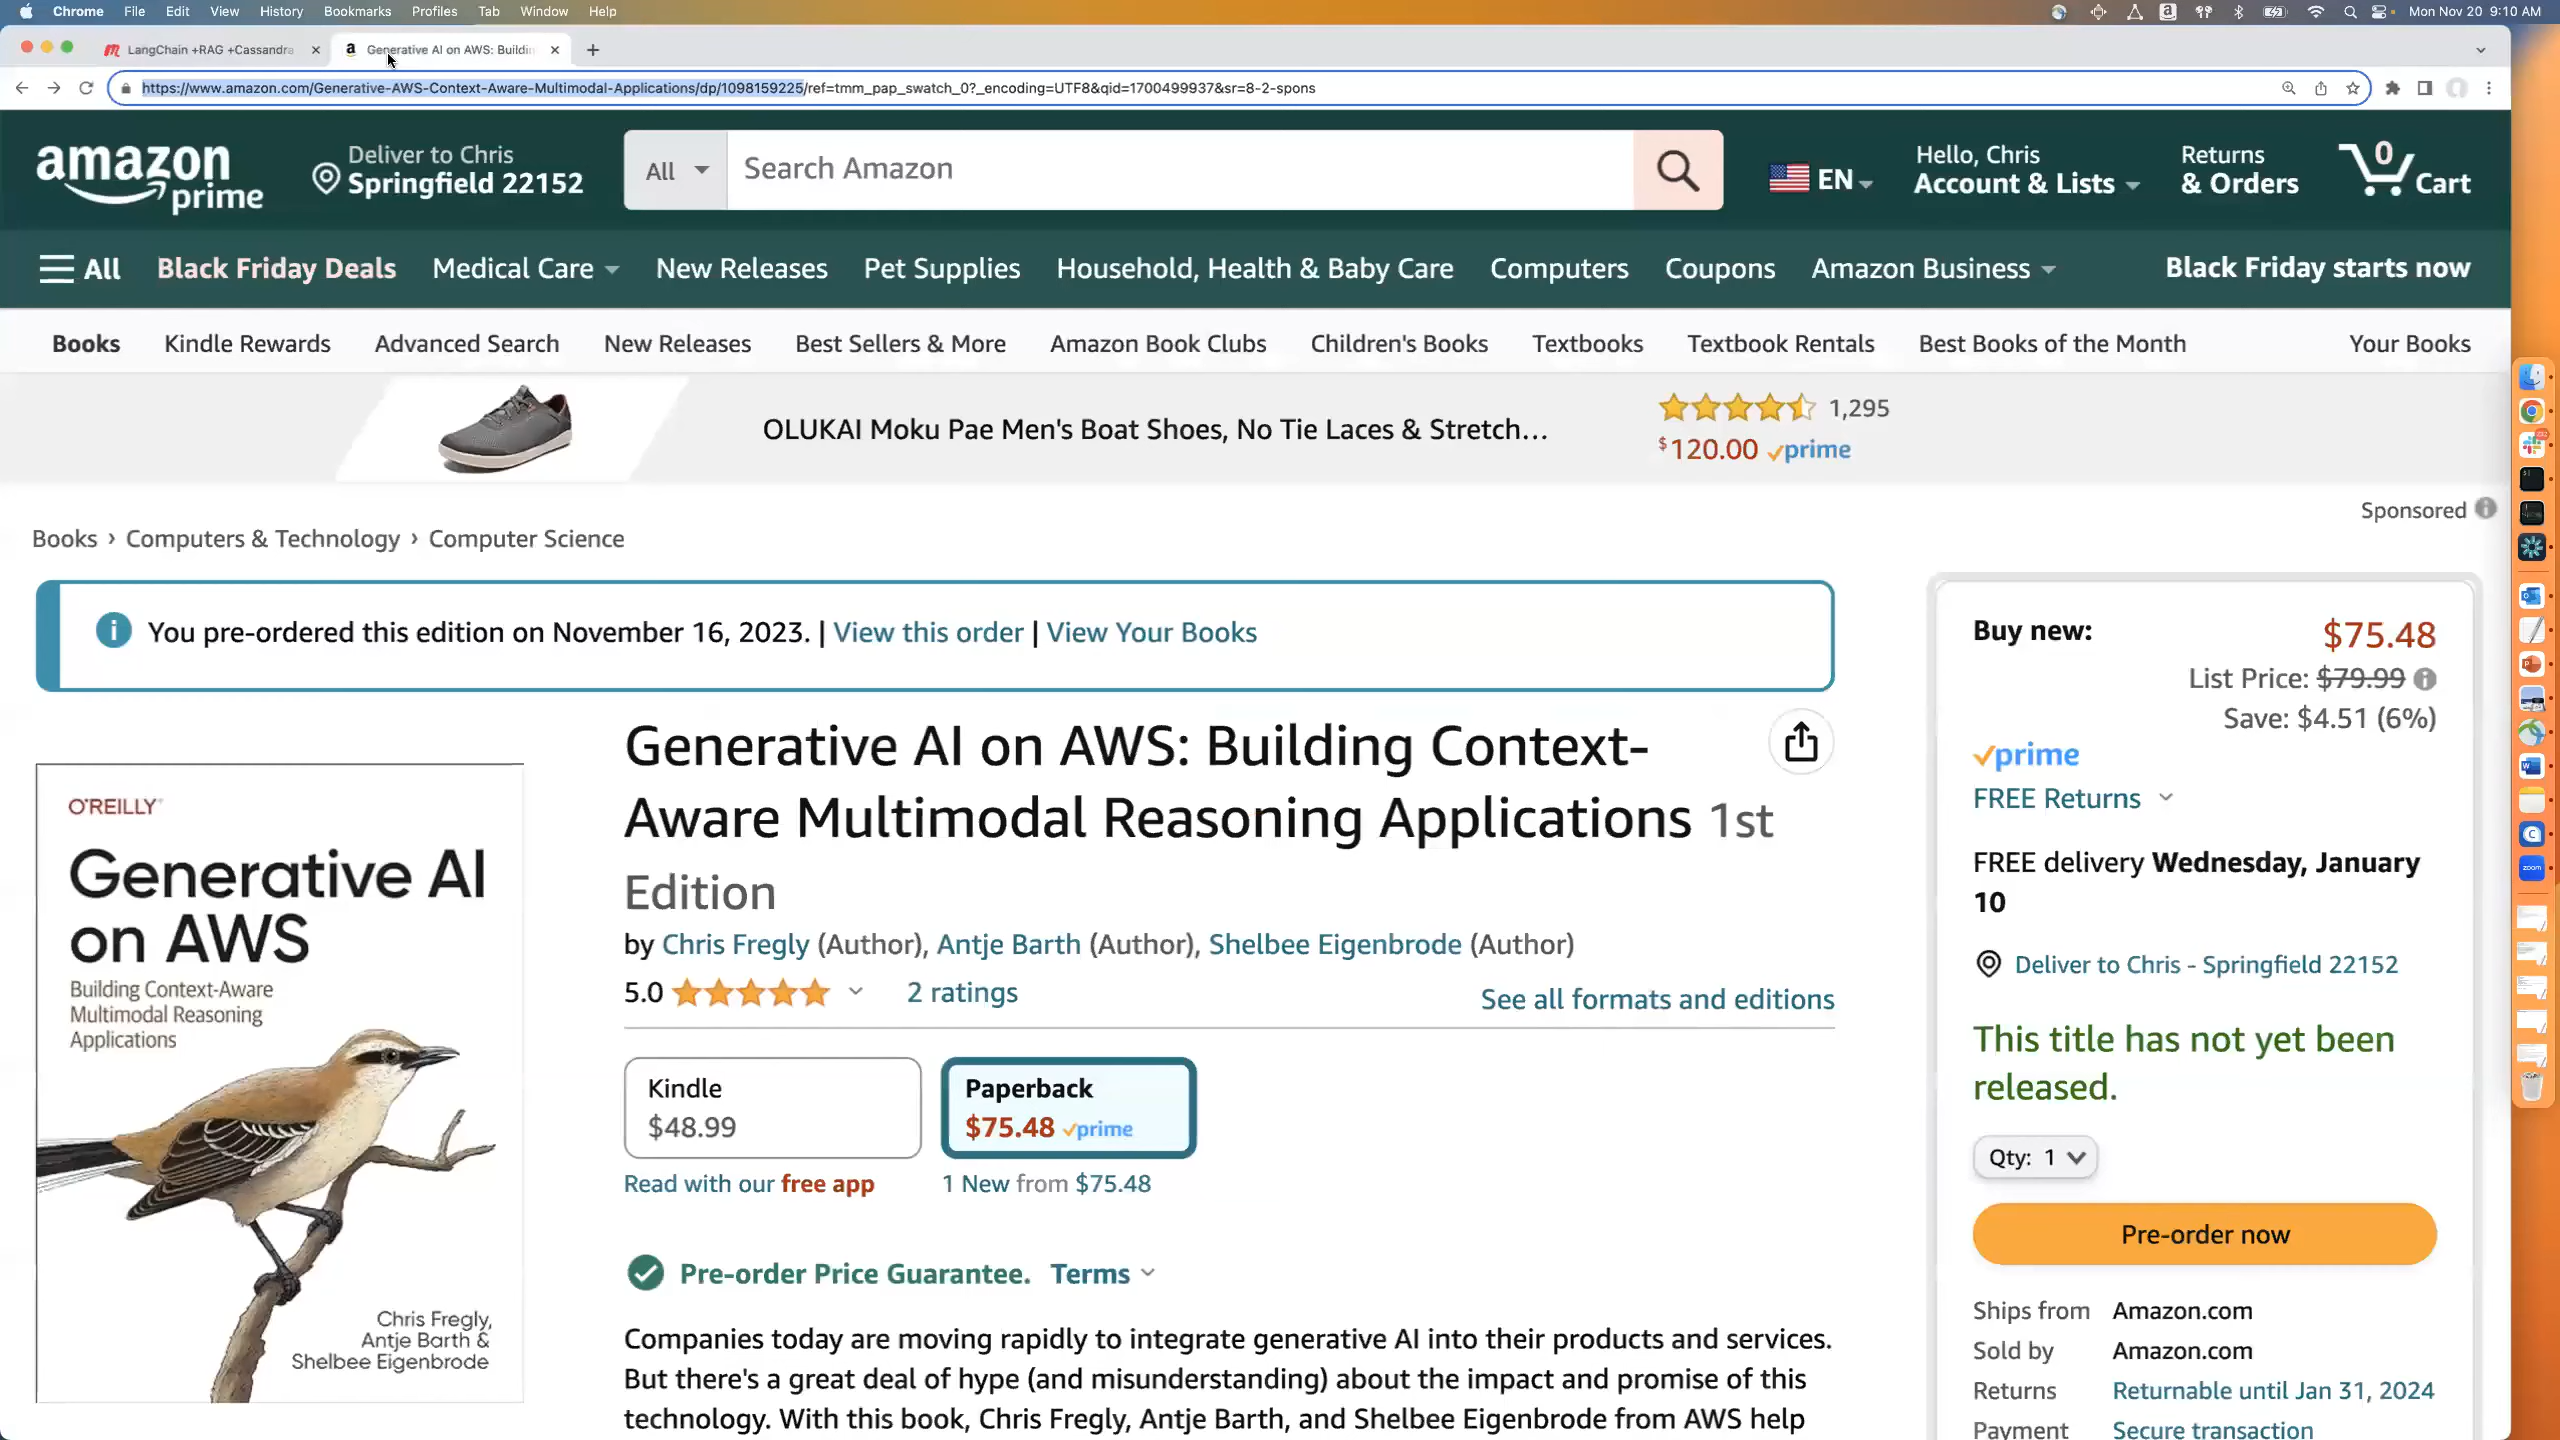 Chrome File Edit View History Bookmarks Profiles Tab Window Help
Mon Nov 20 9:10 AM
LangChain +RAG +Cassandra
Generative AI on AWS: Buildin
https://www.amazon.com/Generative-AWS-Context-Aware-Multimodal-Applications/dp/1098159225/ref=tmm_pap_swatch_0?_encoding=UTF8&qid=1700499937&sr=8-2-spons
amazon prime
Deliver to Chris
Springfield 22152
All
Search Amazon
EN
Hello, Chris
Account & Lists
Returns
& Orders
0
Cart
All Black Friday Deals Medical Care New Releases Pet Supplies Household, Health & Baby Care Computers Coupons Amazon Business Black Friday starts now
Books Kindle Rewards Advanced Search New Releases Best Sellers & More Amazon Book Clubs Children's Books Textbooks Textbook Rentals Best Books of the Month Your Books
OLUKAI Moku Pae Men's Boat Shoes, No Tie Laces & Stretch...
1,295
$120.00 prime
Sponsored
Books › Computers & Technology › Computer Science
You pre-ordered this edition on November 16, 2023. | View this order | View Your Books
O'REILLY
Generative AI
on AWS
Building Context-Aware
Multimodal Reasoning
Applications
Chris Fregly,
Antje Barth &
Shelbee Eigenbrode
Generative AI on AWS: Building Context-
Aware Multimodal Reasoning Applications 1st
Edition
by Chris Fregly (Author), Antje Barth (Author), Shelbee Eigenbrode (Author)
5.0
2 ratings
See all formats and editions
Kindle
$48.99
Paperback
$75.48 prime
Read with our free app
1 New from $75.48
Pre-order Price Guarantee. Terms
Companies today are moving rapidly to integrate generative AI into their products and services.
But there's a great deal of hype (and misunderstanding) about the impact and promise of this
technology. With this book, Chris Fregly, Antje Barth, and Shelbee Eigenbrode from AWS help
Buy new:
$75.48
List Price: $79.99
Save: $4.51 (6%)
prime
FREE Returns
FREE delivery Wednesday, January
10
Deliver to Chris - Springfield 22152
This title has not yet been
released.
Qty: 1
Pre-order now
Ships from Amazon.com
Sold by Amazon.com
Returns Returnable until Jan 31, 2024
Payment Secure transaction
zoom